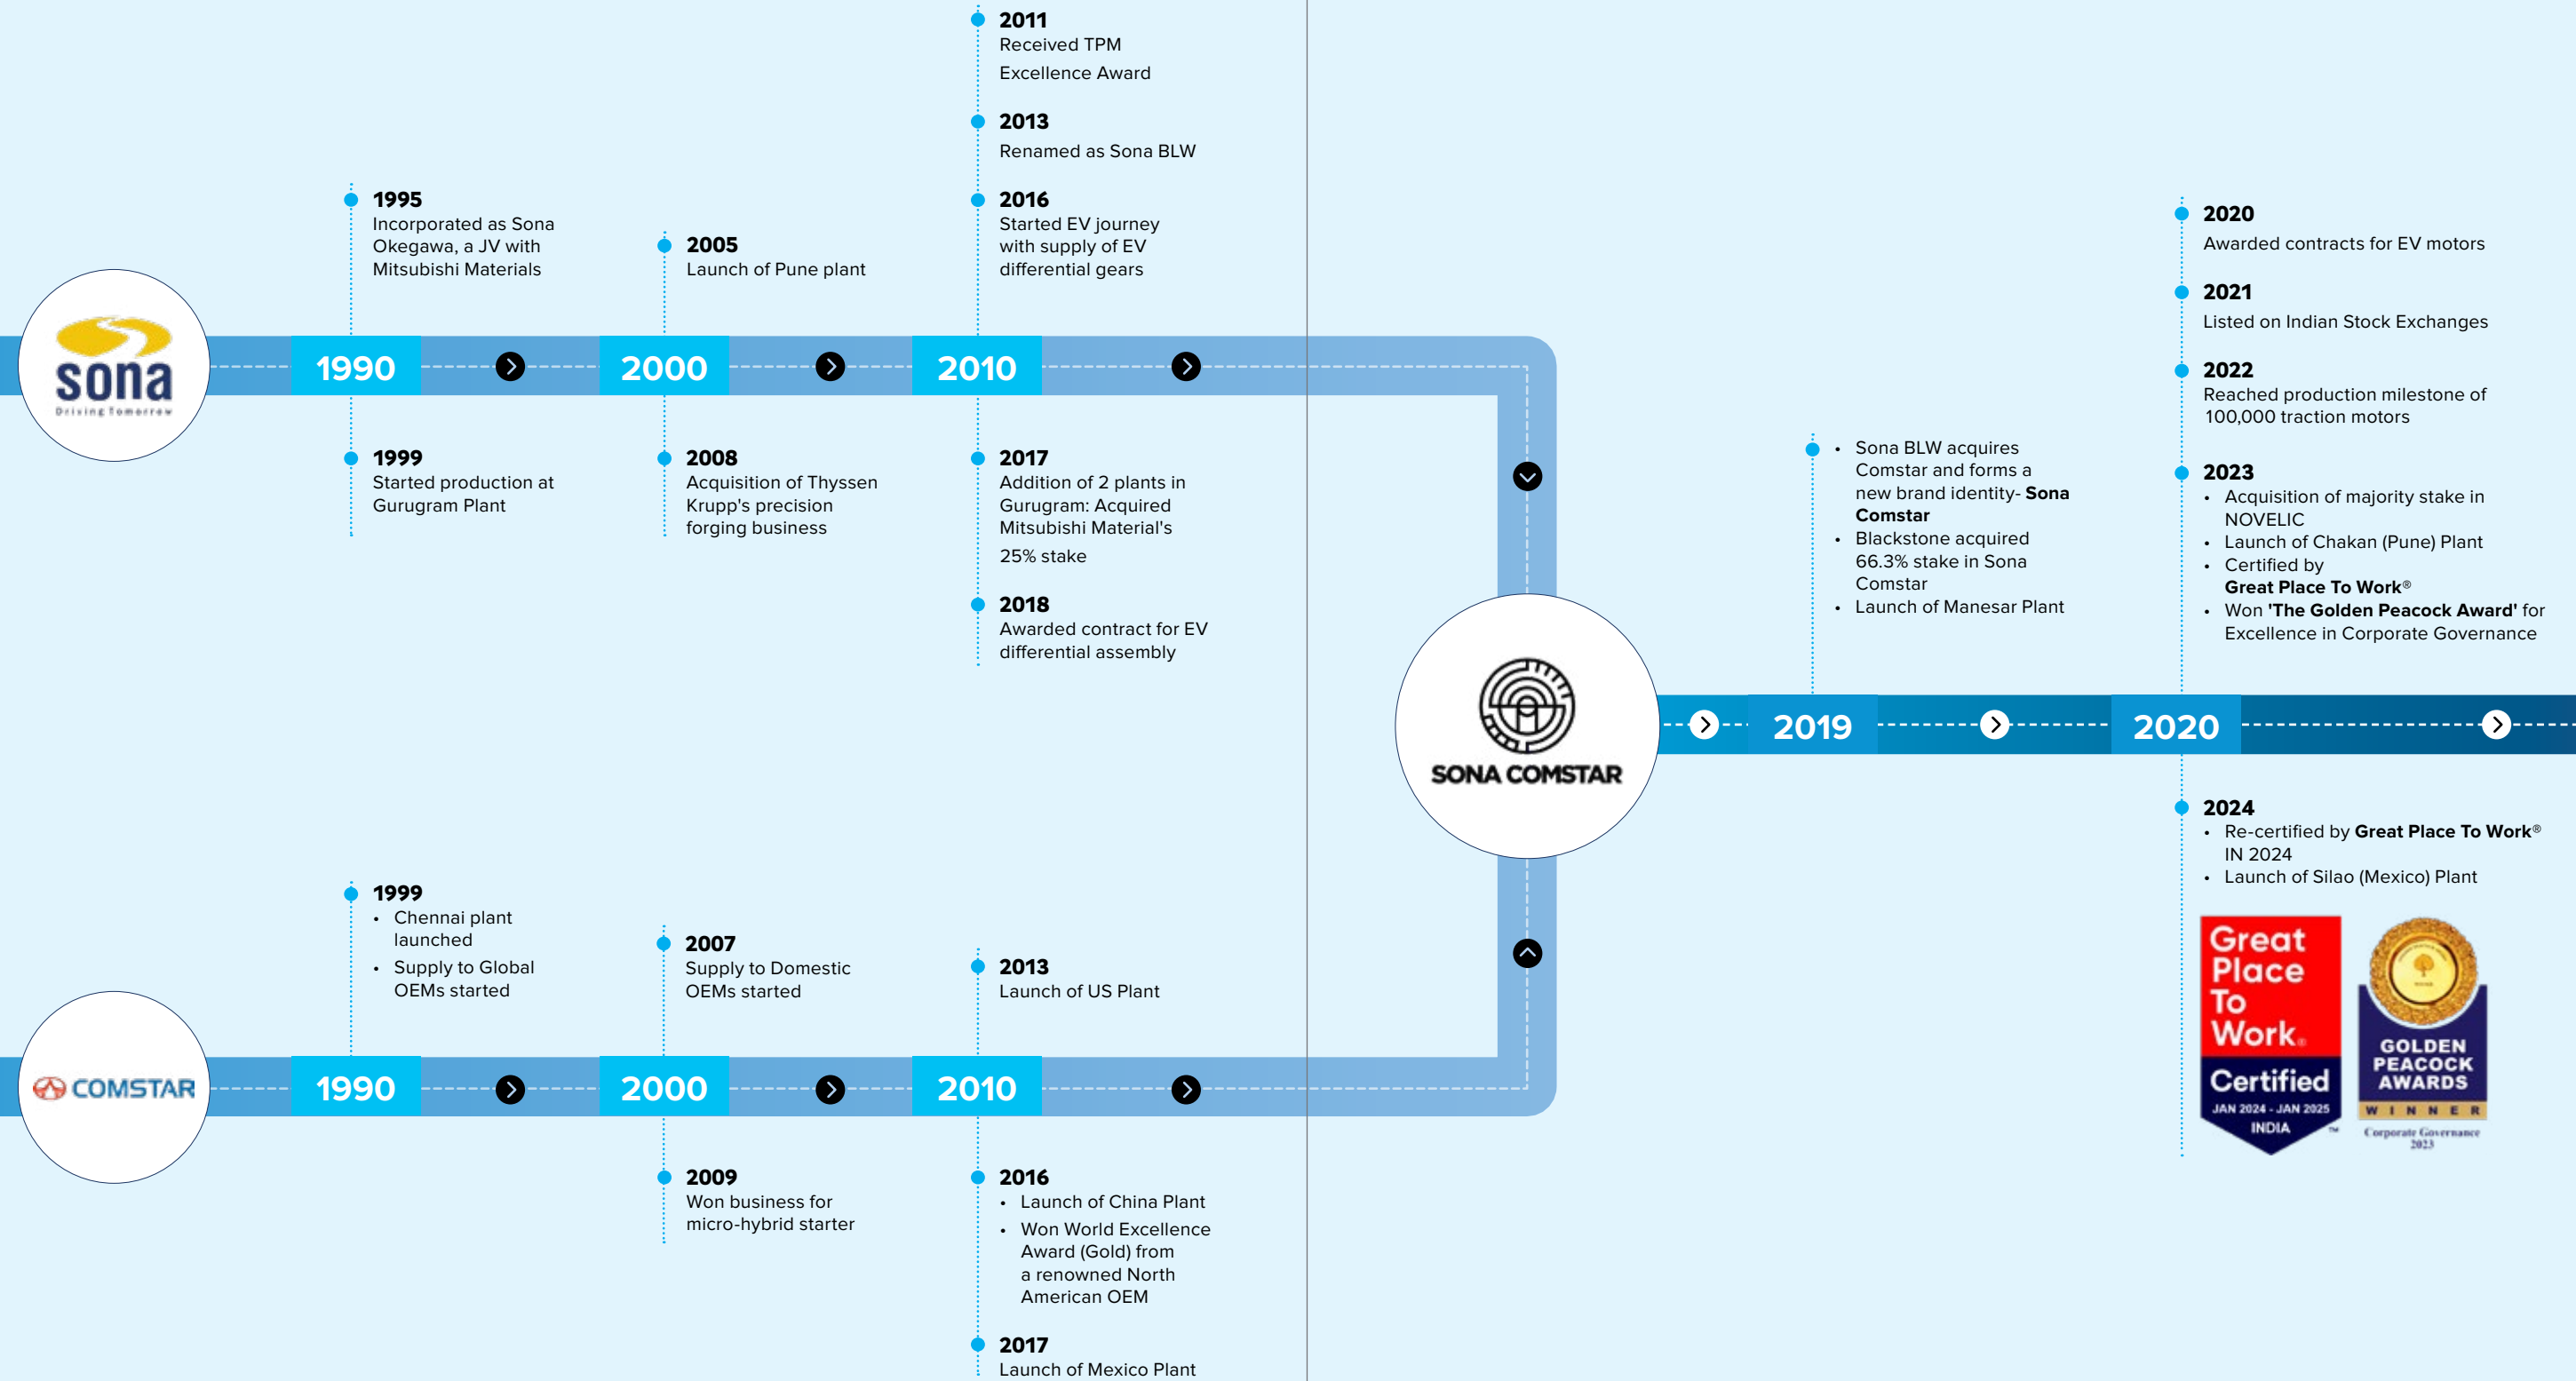 2011
Received TPM
Excellence Award
2013
Renamed as Sona BLW
2016
Started EV journey
with supply of EV
differential gears
1995
Incorporated as Sona
Okegawa, a JV with
Mitsubishi Materials
2005
Launch of Pune plant
sona
Driving Tomorrow
1990
2000
2010
1999
Started production at
Gurugram Plant
2008
Acquisition of Thyssen
Krupp's precision
forging business
2017
Addition of 2 plants in
Gurugram: Acquired
Mitsubishi Material's
25% stake
2018
Awarded contract for EV
differential assembly
1999
• Chennai plant
launched
• Supply to Global
OEMs started
2007
Supply to Domestic
OEMs started
2013
Launch of US Plant
COMSTAR
1990
2000
2010
2009
Won business for
micro-hybrid starter
2016
• Launch of China Plant
• Won World Excellence
Award (Gold) from
a renowned North
American OEM
2017
Launch of Mexico Plant
SONA COMSTAR
• Sona BLW acquires
Comstar and forms a
new brand identity- Sona
Comstar
• Blackstone acquired
66.3% stake in Sona
Comstar
• Launch of Manesar Plant
2019
2020
Awarded contracts for EV motors
2021
Listed on Indian Stock Exchanges
2022
Reached production milestone of
100,000 traction motors
2023
• Acquisition of majority stake in
NOVELIC
• Launch of Chakan (Pune) Plant
• Certified by
Great Place To Work®
• Won 'The Golden Peacock Award' for
Excellence in Corporate Governance
2020
2024
• Re-certified by Great Place To Work®
IN 2024
• Launch of Silao (Mexico) Plant
Great
Place
To
Work®
Certified
JAN 2024 - JAN 2025
INDIA
TM
GOLDEN
PEACOCK
AWARDS
WINNER
Corporate Governance
2023